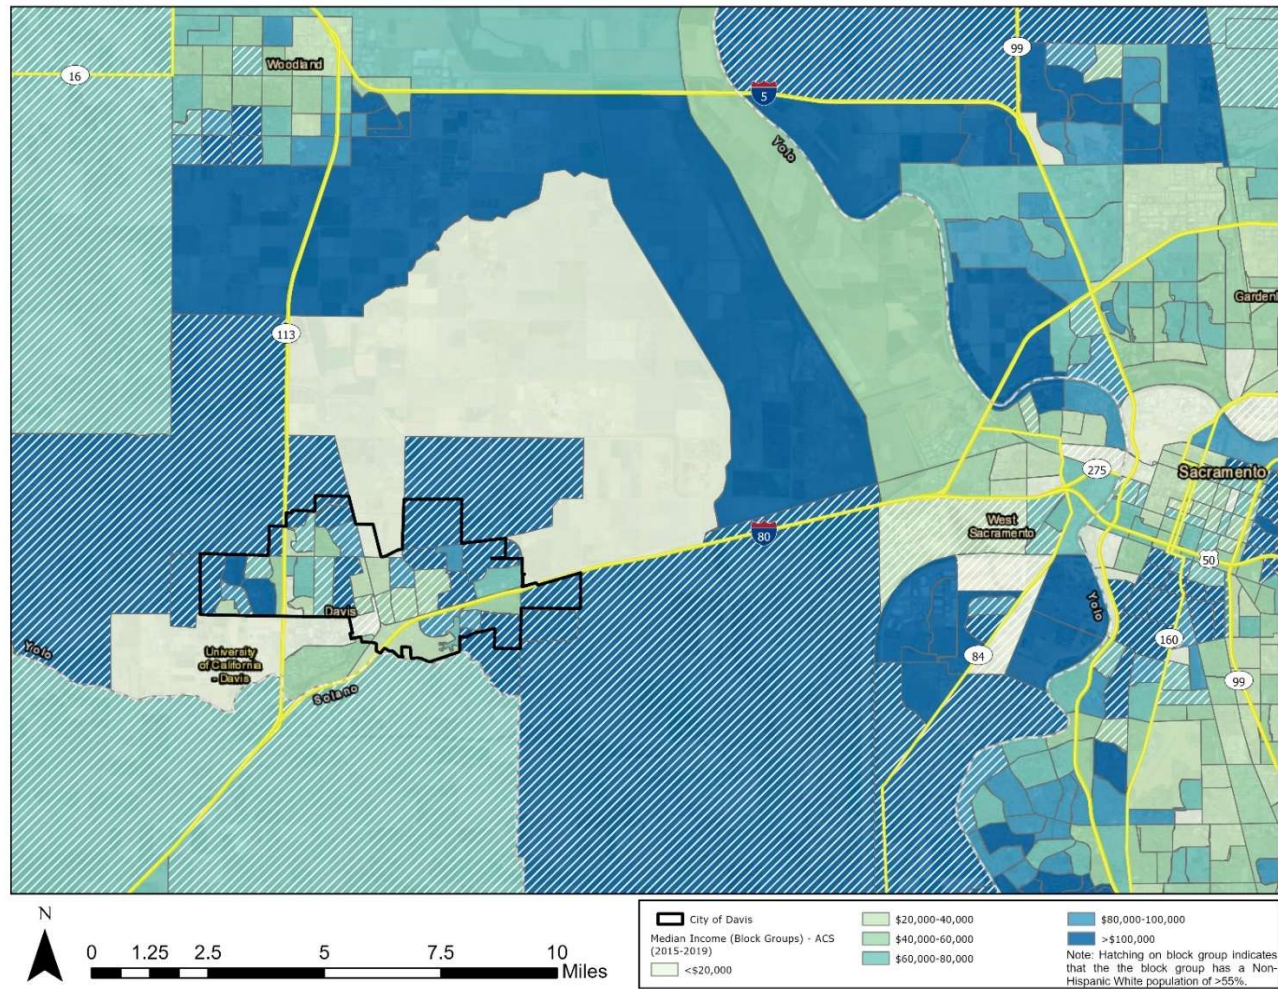 16
Woodland
99
5
Yolo
Garden
113
275
Sacramento
80
West
Sacramento
50
Davis
Yolo
160
University
of California
- Davis
Yolo
84
99
Solano
N
0 1.25 2.5 5 7.5 10
Miles
City of Davis
Median Income (Block Groups) - ACS
(2015-2019)
<$20,000
$20,000-40,000
$40,000-60,000
$60,000-80,000
$80,000-100,000
>$100,000
Note: Hatching on block group indicates
that the the block group has a Non-
Hispanic White population of >55%.